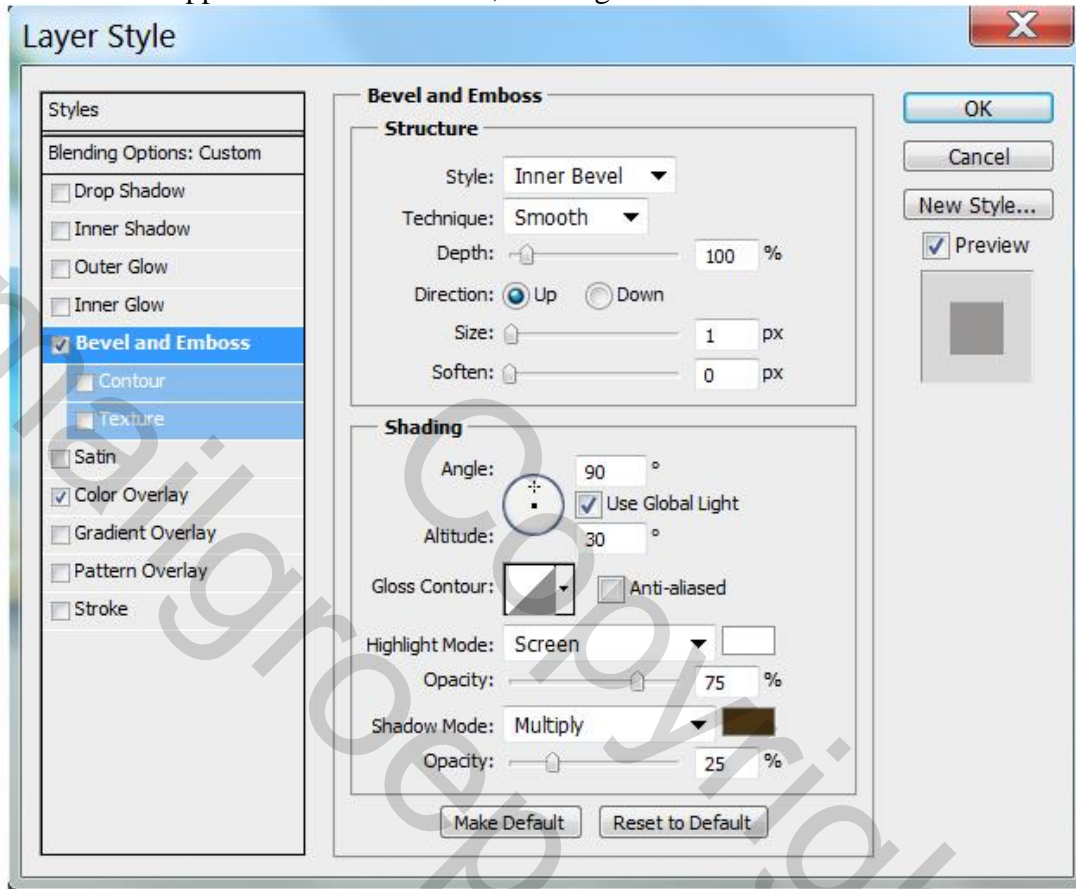 Layer Style
Styles
Blending Options: Custom
Drop Shadow
Inner Shadow
Outer Glow
Inner Glow
Bevel and Emboss
Contour
Texture
Satin
Color Overlay
Gradient Overlay
Pattern Overlay
Stroke
Bevel and Emboss
Structure
Style: Inner Bevel
Technique: Smooth
Depth: 100 %
Direction: Up Down
Size: 1 px
Soften: 0 px
Shading
Angle: 90 °
Use Global Light
Altitude: 30 °
Gloss Contour: Anti-aliased
Highlight Mode: Screen
Opacity: 75 %
Shadow Mode: Multiply
Opacity: 25 %
Make Default Reset to Default
OK
Cancel
New Style...
Preview